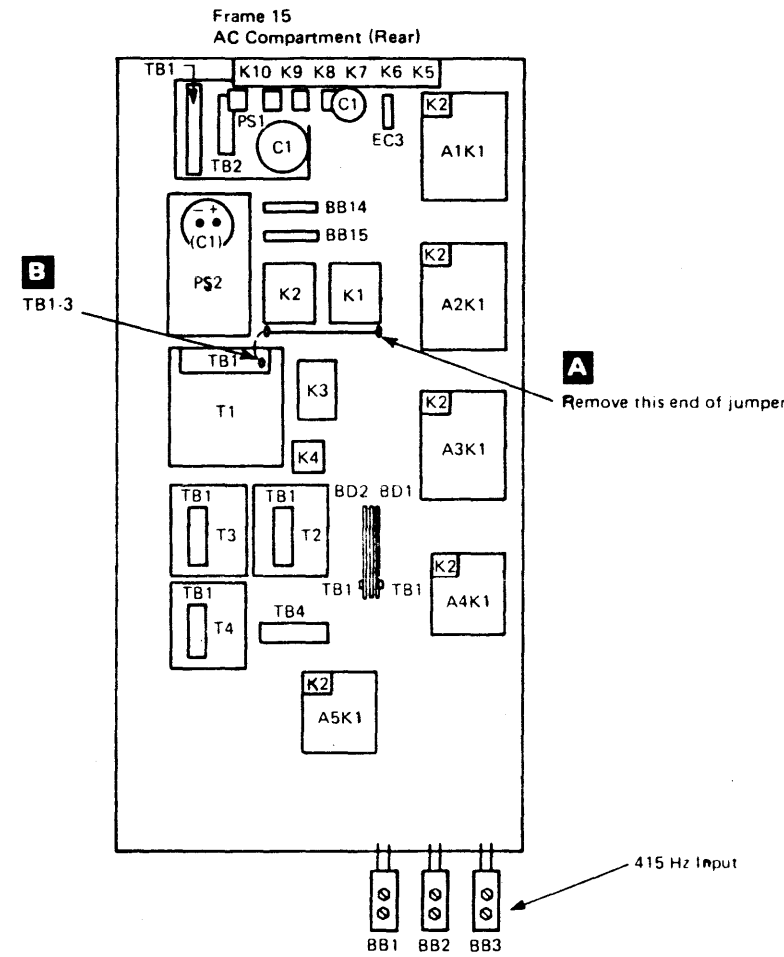 Frame 15
AC Compartment (Rear)
TB1
K10 K9 K8 K7 K6 K5
PS1
C1
K2
TB2
C1
EC3
A1K1
BB14
BB15
− +
(C1)
PS2
K2
K1
K2
A2K1
B
TB1-3
TB1
T1
K3
A
Remove this end of jumper
K2
A3K1
K4
TB1
T3
TB1
T2
BD2 BD1
TB1
TB1
K2
A4K1
TB1
T4
TB4
K2
A5K1
415 Hz Input
BB1 BB2 BB3